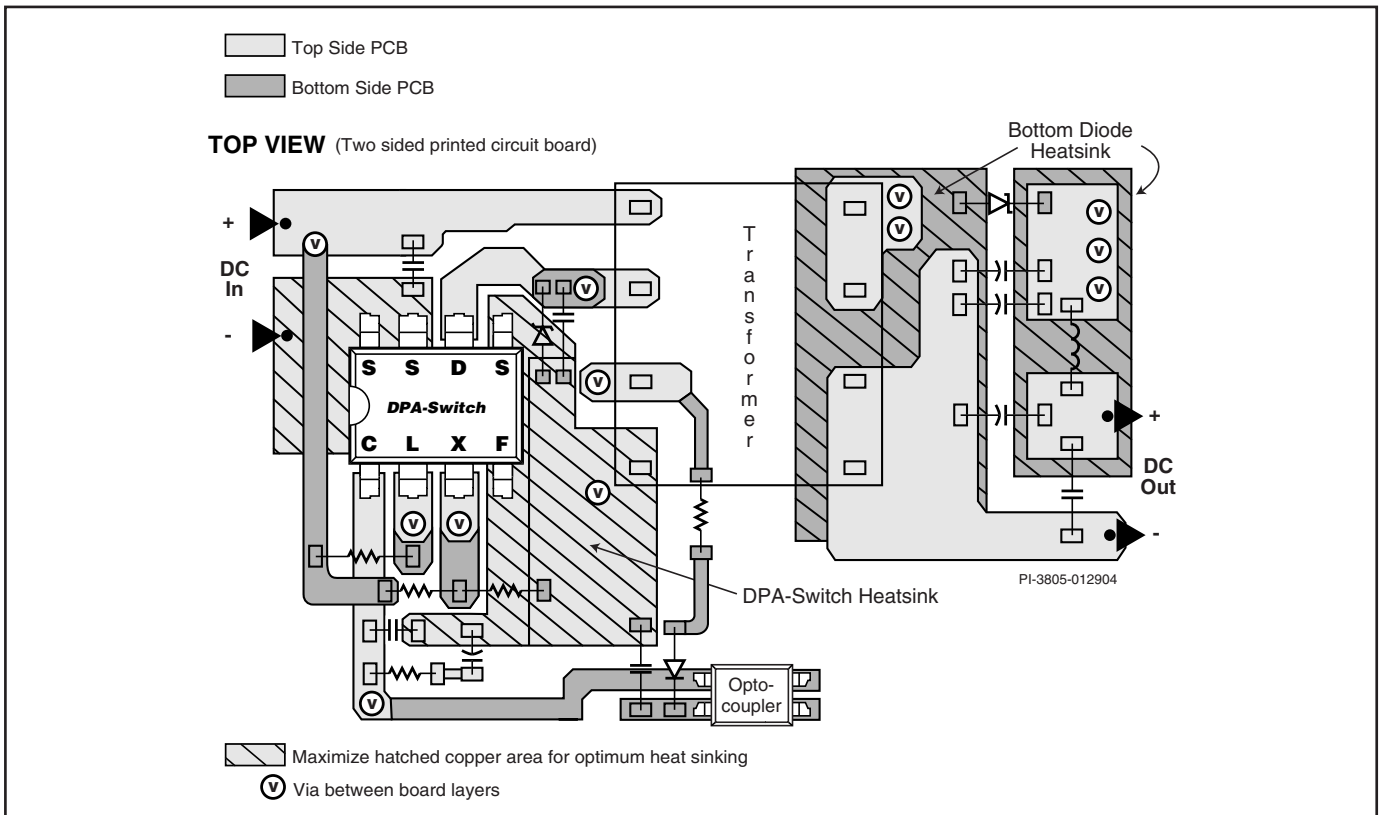 Top Side PCB
Bottom Side PCB
TOP VIEW (Two sided printed circuit board)
Bottom Diode
Heatsink
+
DC
In
-
V
V
V
V
V
V
V
V
V
V
V
V
V
S S D S
DPA-Switch
C L X F
Transformer
+
DC
Out
-
PI-3805-012904
DPA-Switch Heatsink
Opto-
coupler
Maximize hatched copper area for optimum heat sinking
V Via between board layers